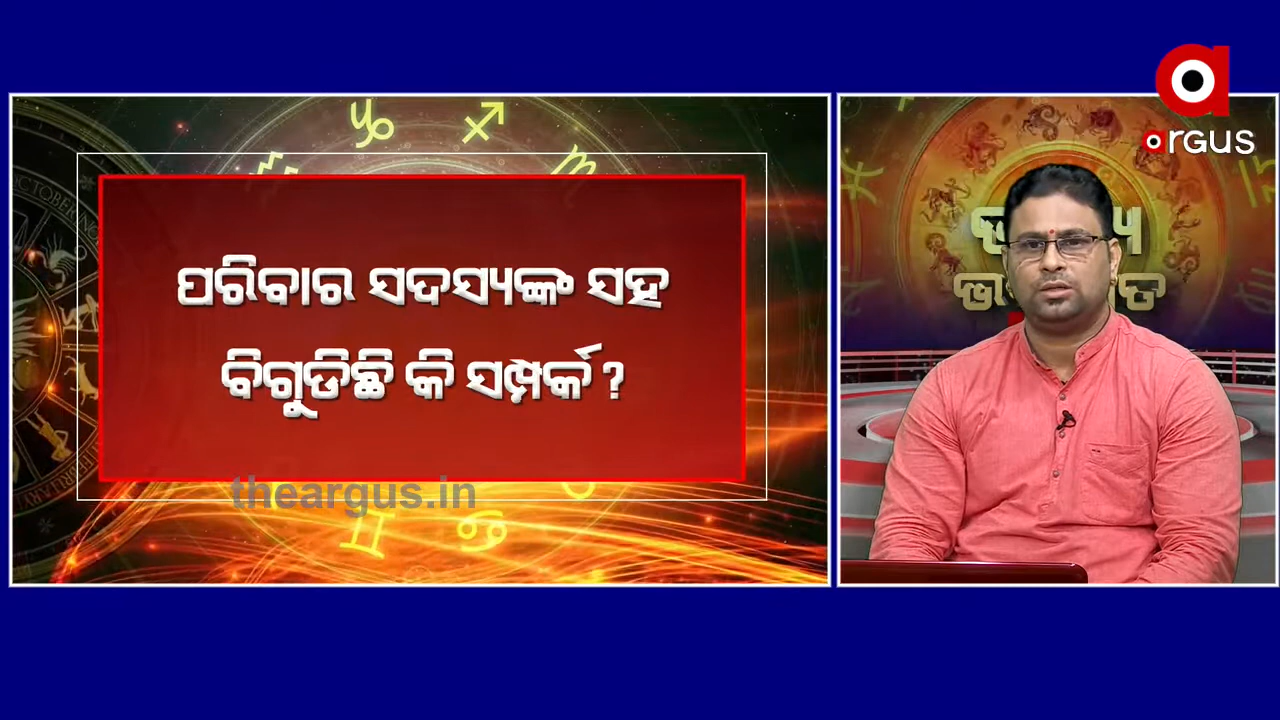 ପରିବାର ସଦସ୍ୟଙ୍କ ସହ
ବିଗୁଡିଛି କି ସମ୍ପର୍କ ?
theargus.in
argus